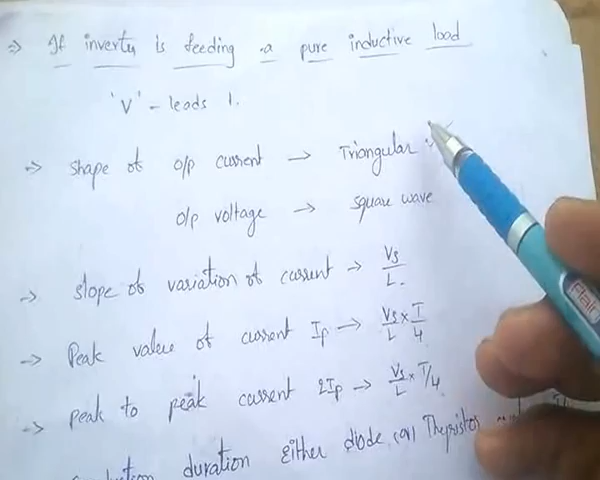 ⇒ If inverty is feeding a pure inductive load
'V' - leads I.
→ shape of o/p current → Triangular
o/p voltage → square wave
→ slope of variation of current → Vs/L.
→ Peak value of current Ip → Vs/L × T/4
→ peak to peak current 2Ip → Vs/L × T/4
duration Either diode (or) Thyristor
Flair